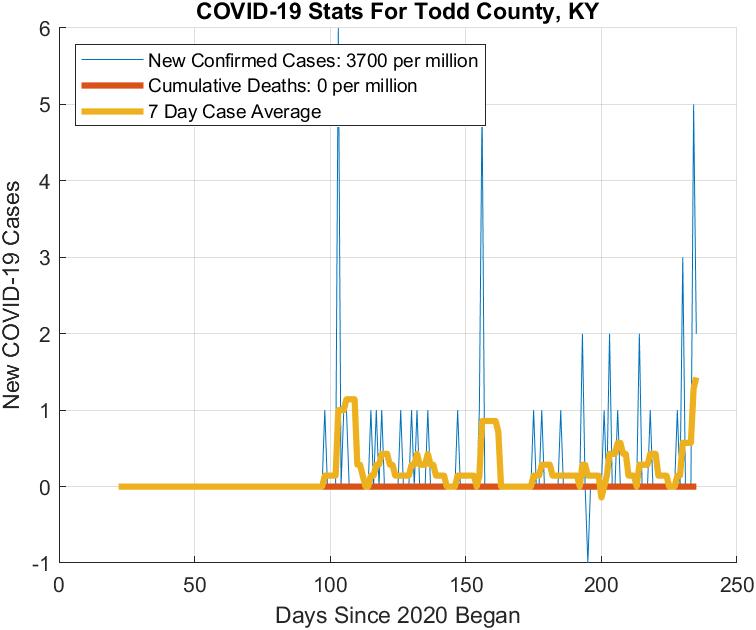 COVID-19 Stats For Todd County, KY
New Confirmed Cases: 3700 per million
Cumulative Deaths: 0 per million
7 Day Case Average
New COVID-19 Cases
6
5
4
3
2
1
0
-1
0 50 100 150 200 250
Days Since 2020 Began